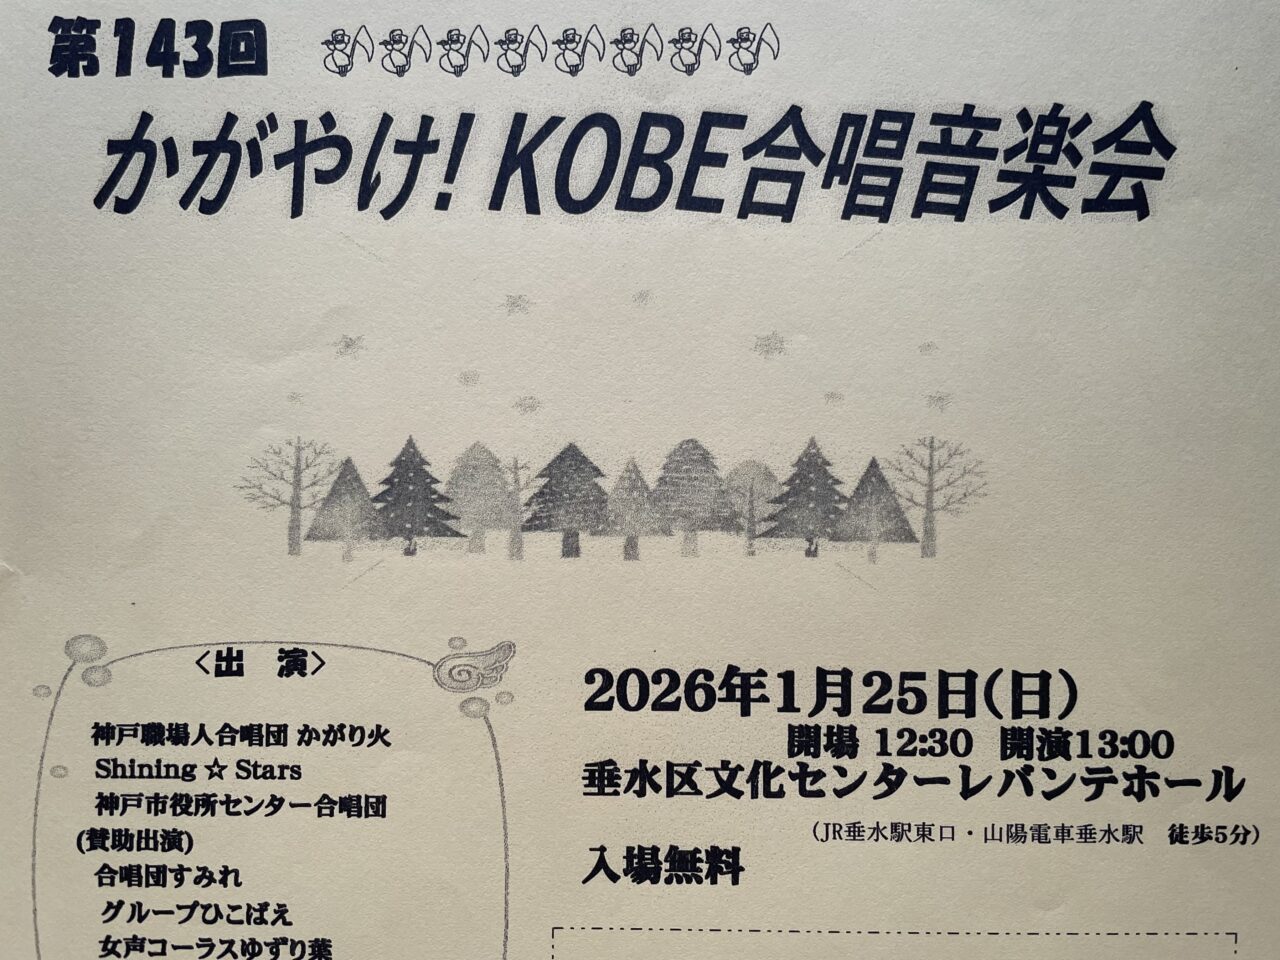 第143回
かがやけ!KOBE合唱音楽会
〈出　演〉
神戸職場人合唱団 かがり火
Shining ☆ Stars
神戸市役所センター合唱団
(賛助出演)
合唱団すみれ
グループひこばえ
女声コーラスゆずり葉
2026年1月25日(日)
開場 12:30　開演13:00
垂水区文化センターレバンテホール
(JR垂水駅東口・山陽電車垂水駅　徒歩5分)
入場無料